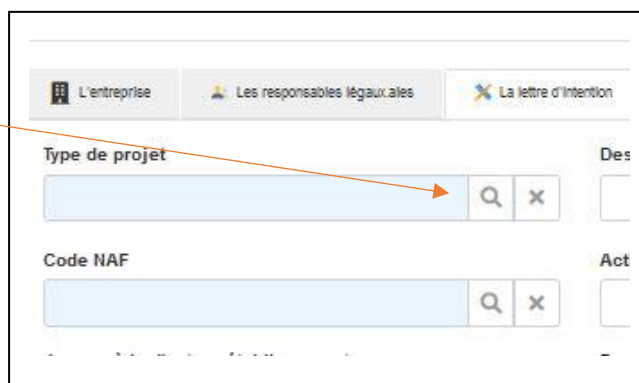 L'entreprise
Les responsables légaux.ales
La lettre d'intention
Type de projet
Des
Code NAF
Act